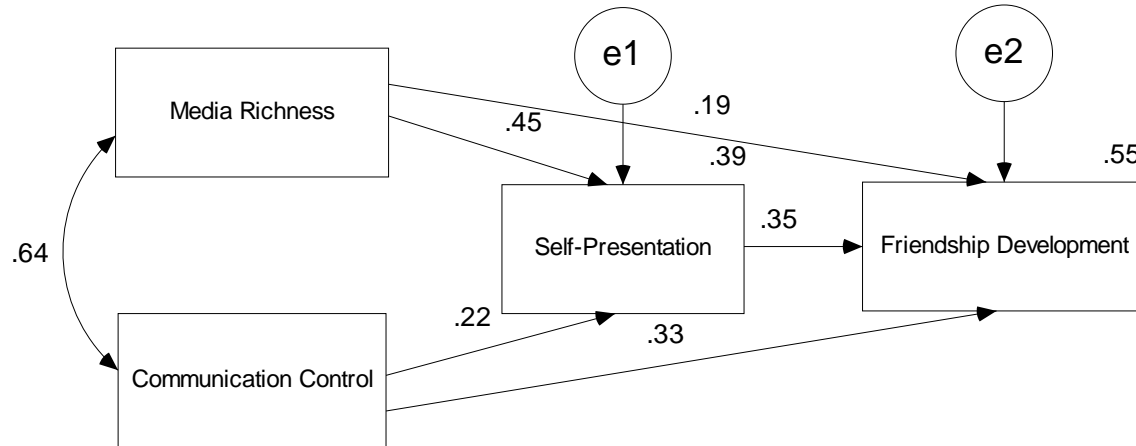 e1
e2
Media Richness
.19
.45
.39
.55
.35
Self-Presentation
Friendship Development
.64
.22
.33
Communication Control